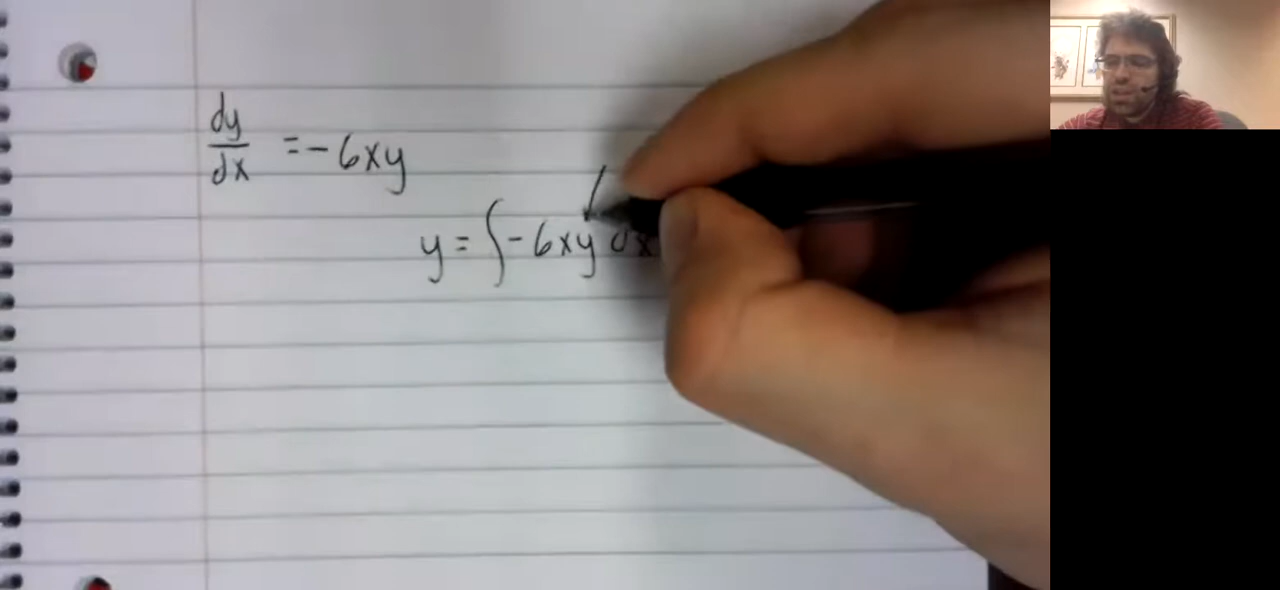 dy/dx = -6xy
y = ∫ -6xy dx